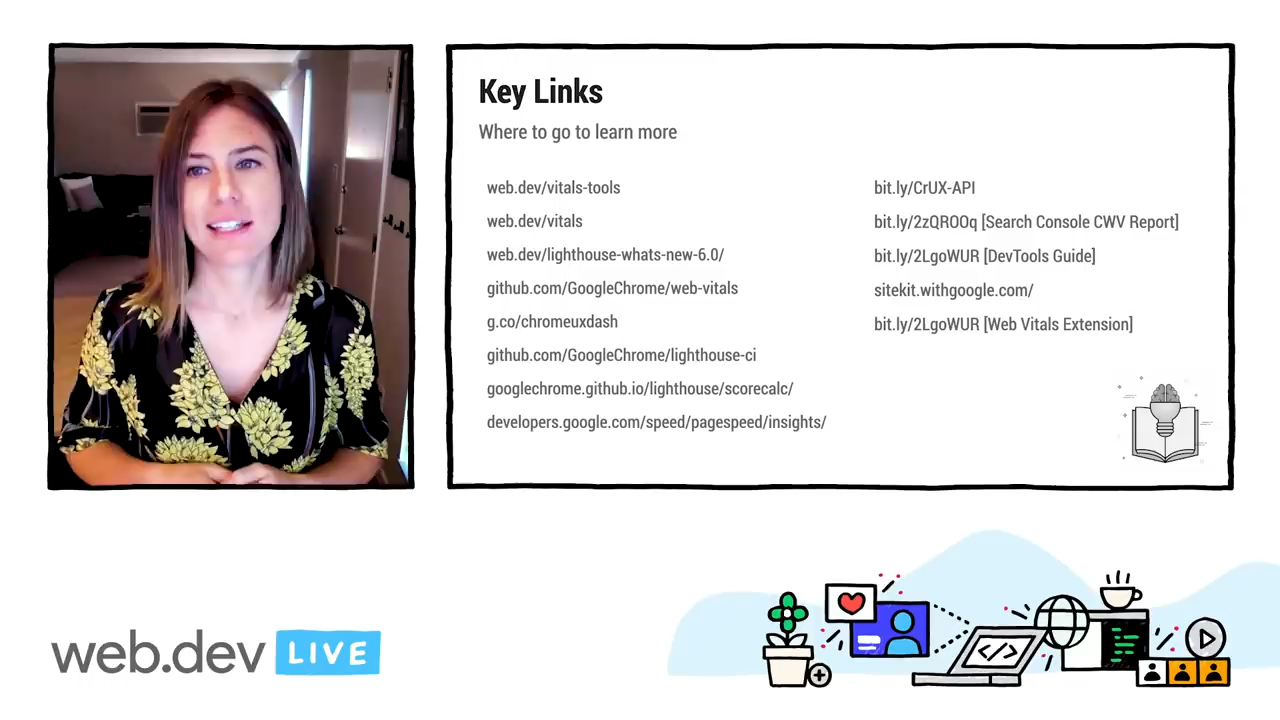 Key Links
Where to go to learn more
web.dev/vitals-tools
web.dev/vitals
web.dev/lighthouse-whats-new-6.0/
github.com/GoogleChrome/web-vitals
g.co/chromeuxdash
github.com/GoogleChrome/lighthouse-ci
googlechrome.github.io/lighthouse/scorecalc/
developers.google.com/speed/pagespeed/insights/
bit.ly/CrUX-API
bit.ly/2zQROOq [Search Console CWV Report]
bit.ly/2LgoWUR [DevTools Guide]
sitekit.withgoogle.com/
bit.ly/2LgoWUR [Web Vitals Extension]
web.dev LIVE
</>